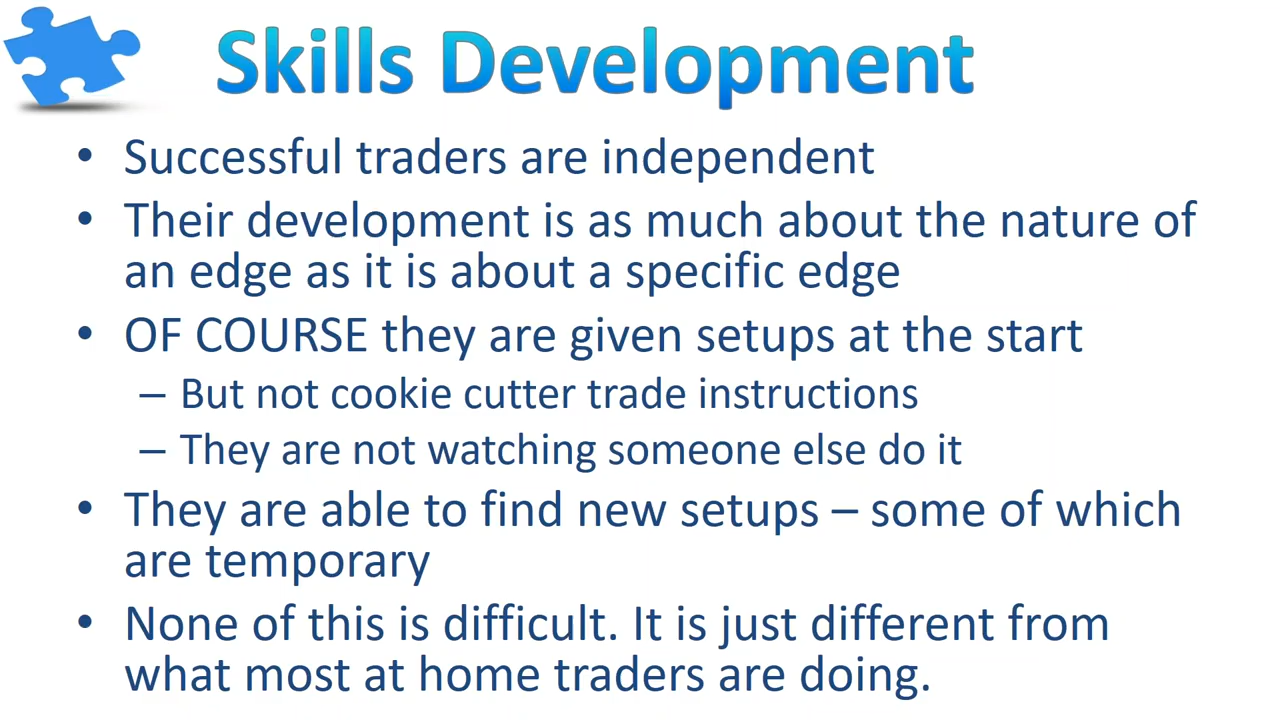 Skills Development
• Successful traders are independent
• Their development is as much about the nature of
an edge as it is about a specific edge
• OF COURSE they are given setups at the start
– But not cookie cutter trade instructions
– They are not watching someone else do it
• They are able to find new setups – some of which
are temporary
• None of this is difficult. It is just different from
what most at home traders are doing.